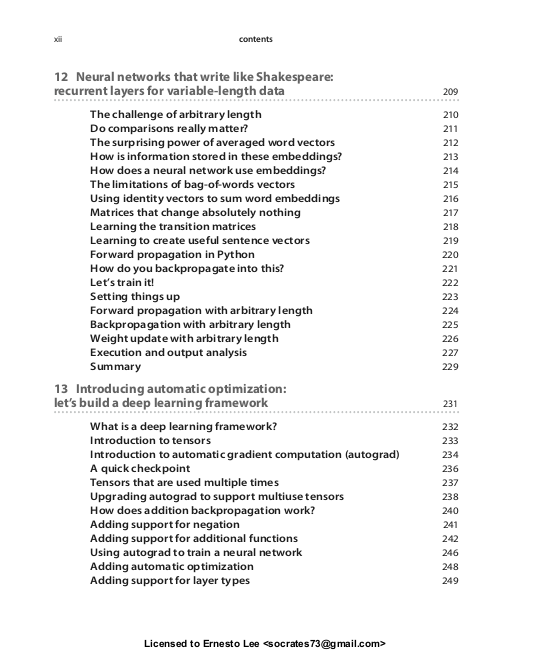 xii
contents
12 Neural networks that write like Shakespeare:
recurrent layers for variable-length data 209
The challenge of arbitrary length 210
Do comparisons really matter? 211
The surprising power of averaged word vectors 212
How is information stored in these embeddings? 213
How does a neural network use embeddings? 214
The limitations of bag-of-words vectors 215
Using identity vectors to sum word embeddings 216
Matrices that change absolutely nothing 217
Learning the transition matrices 218
Learning to create useful sentence vectors 219
Forward propagation in Python 220
How do you backpropagate into this? 221
Let's train it! 222
Setting things up 223
Forward propagation with arbitrary length 224
Backpropagation with arbitrary length 225
Weight update with arbitrary length 226
Execution and output analysis 227
Summary 229
13 Introducing automatic optimization:
let's build a deep learning framework 231
What is a deep learning framework? 232
Introduction to tensors 233
Introduction to automatic gradient computation (autograd) 234
A quick checkpoint 236
Tensors that are used multiple times 237
Upgrading autograd to support multiuse tensors 238
How does addition backpropagation work? 240
Adding support for negation 241
Adding support for additional functions 242
Using autograd to train a neural network 246
Adding automatic optimization 248
Adding support for layer types 249
Licensed to Ernesto Lee <socrates73@gmail.com>